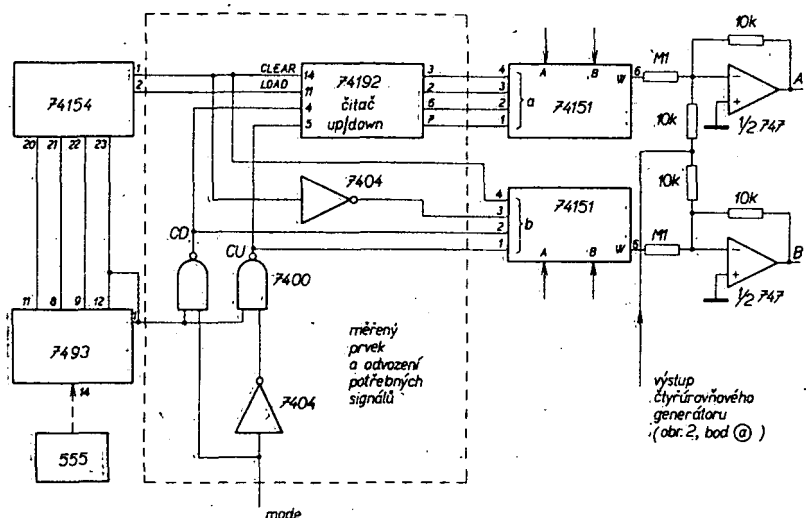 10k
1
CLEAR
14
74192
3
4
A
B
W
6
M1
A
2
LOAD
11
2
3
a
74154
4
čitač
6
2
74151
1/2 747
5
up/down
7
1
10k
20
21
22
23
7404
10k
4
74151
10k
3
b
2
CD
CU
1
A
B
W
6
M1
B
7400
1/2 747
11
8
9
12
1
7493
měřený
prvek
a odvození
potřebných
signálů
14
7404
výstup
čtyřúrovňového
generátoru
(obr. 2, bod ⓐ)
555
mode